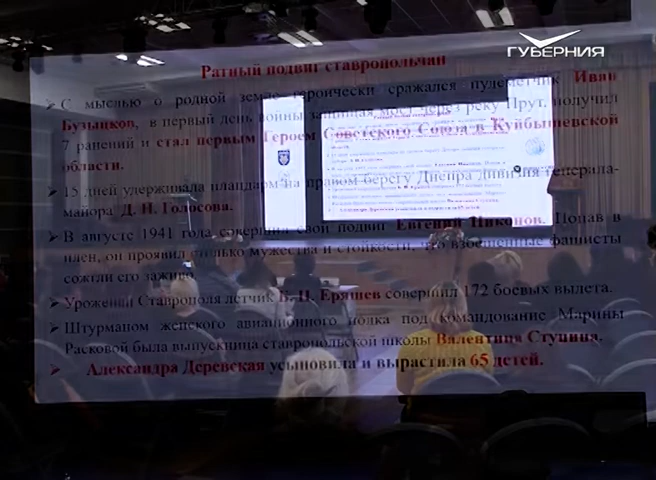 ГУБЕРНИЯ
Ратный подвиг ставропольчан
С мыслью о родной земле героически сражался пулеметчик Иван
Бузыцков, в первый день войны защищая мост через реку Прут, получил
7 ранений и стал первым Героем Советского Союза в Куйбышевской
области.
15 дней удерживала плацдарм на правом берегу Днепра дивизия генерала-
майора Д. И. Голосова.
В августе 1941 года совершил свой подвиг Евгений Никонов. Попав в
плен, он проявил столько мужества и стойкости, что взбешенные фашисты
сожгли его заживо.
Уроженец Ставрополя летчик В. П. Еряшев совершил 172 боевых вылета.
Штурманом женского авиационного полка под командование Марины
Расковой была выпускница ставропольской школы Валентина Ступина.
Александра Деревская усыновила и вырастила 65 детей.